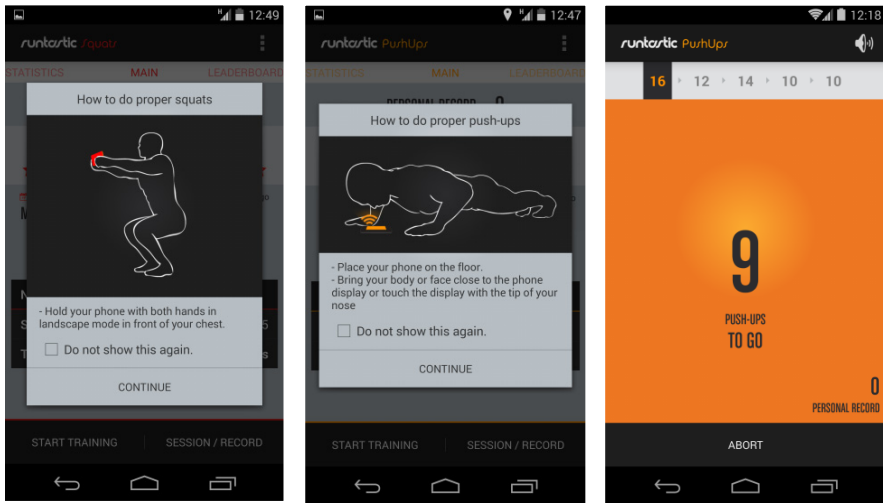 H 12:49
runtastic Squats
STATISTICS MAIN LEADERBOARD
How to do proper squats
- Hold your phone with both hands in
landscape mode in front of your chest.
Do not show this again.
CONTINUE
START TRAINING SESSION / RECORD
H 12:47
runtastic PushUps
STATISTICS MAIN LEADERBOARD
PERSONAL RECORD 0
How to do proper push-ups
- Place your phone on the floor.
- Bring your body or face close to the phone
display or touch the display with the tip of your
nose
Do not show this again.
CONTINUE
START TRAINING SESSION / RECORD
12:18
runtastic PushUps
16 12 14 10 10
9
PUSH-UPS
TO GO
0
PERSONAL RECORD
ABORT